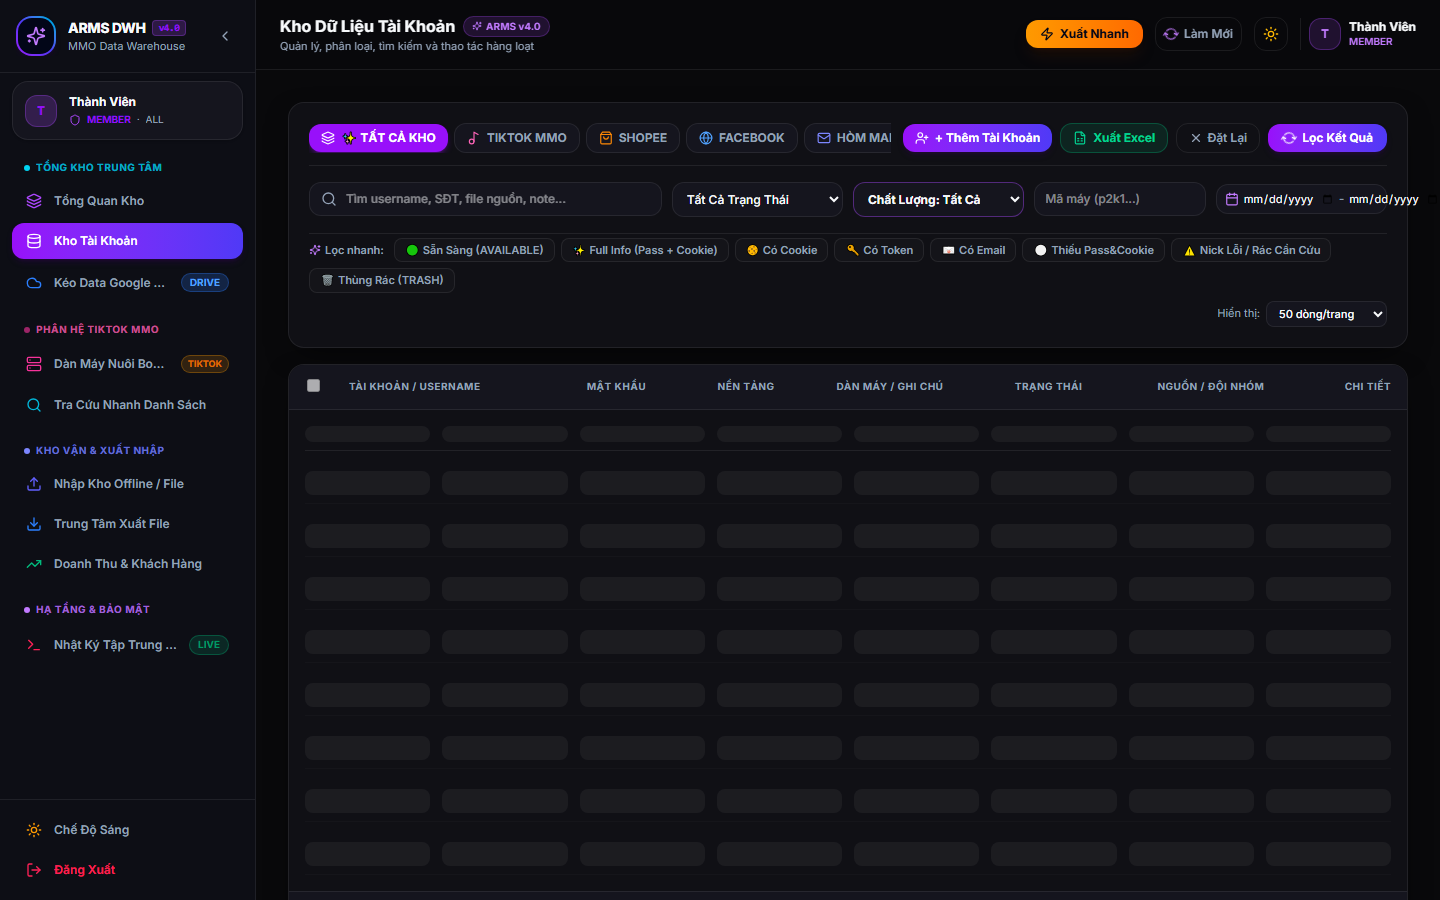 ARMS DWH v4.0
MMO Data Warehouse
T
Thành Viên
MEMBER · ALL
TỔNG KHO TRUNG TÂM
Tổng Quan Kho
Kho Tài Khoản
Kéo Data Google ... DRIVE
PHÂN HỆ TIKTOK MMO
Dàn Máy Nuôi Bo... TIKTOK
Tra Cứu Nhanh Danh Sách
KHO VẬN & XUẤT NHẬP
Nhập Kho Offline / File
Trung Tâm Xuất File
Doanh Thu & Khách Hàng
HẠ TẦNG & BẢO MẬT
Nhật Ký Tập Trung ... LIVE
Chế Độ Sáng
Đăng Xuất
Kho Dữ Liệu Tài Khoản ARMS v4.0
Quản lý, phân loại, tìm kiếm và thao tác hàng loạt
Xuất Nhanh
Làm Mới
T
Thành Viên
MEMBER
TẤT CẢ KHO TIKTOK MMO SHOPEE FACEBOOK HÒM MAI + Thêm Tài Khoản Xuất Excel Đặt Lại Lọc Kết Quả
Tìm username, SĐT, file nguồn, note... Tất Cả Trạng Thái Chất Lượng: Tất Cả Mã máy (p2k1...) mm/dd/yyyy - mm/dd/yyyy
Lọc nhanh: Sẵn Sàng (AVAILABLE) Full Info (Pass + Cookie) Có Cookie Có Token Có Email Thiếu Pass&Cookie Nick Lỗi / Rác Cần Cứu
Thùng Rác (TRASH)
Hiển thị: 50 dòng/trang
TÀI KHOẢN / USERNAME MẬT KHẨU NỀN TẢNG DÀN MÁY / GHI CHÚ TRẠNG THÁI NGUỒN / ĐỘI NHÓM CHI TIẾT